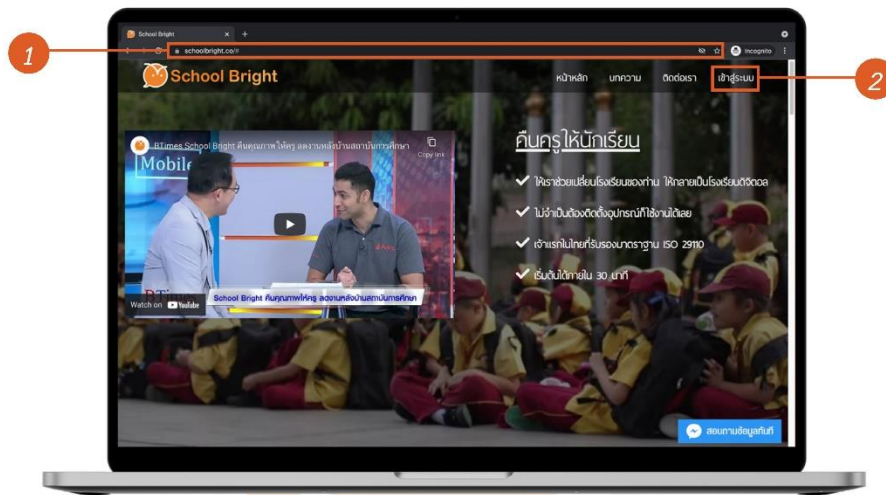 School Bright
schoolbright.co/#
Incognito
1
School Bright
หน้าหลัก บทความ ติดต่อเรา เข้าสู่ระบบ
2
BTimes School Bright คืนคุณภาพให้ครู ลดงานหลังบ้านสถาบันการศึกษา
Copy link
Mobile
School Bright คืนคุณภาพให้ครู ลดงานหลังบ้านสถาบันการศึกษา
Watch on YouTube
คืนครูให้นักเรียน
ให้เราช่วยเปลี่ยนโรงเรียนของท่าน ให้กลายเป็นโรงเรียนดิจิตอล
ไม่จำเป็นต้องติดตั้งอุปกรณ์ก็ใช้งานได้เลย
เจ้าแรกในไทยที่รับรองมาตราฐาน ISO 29110
เริ่มต้นได้ภายใน 30 นาที
สอบถามข้อมูลทันที